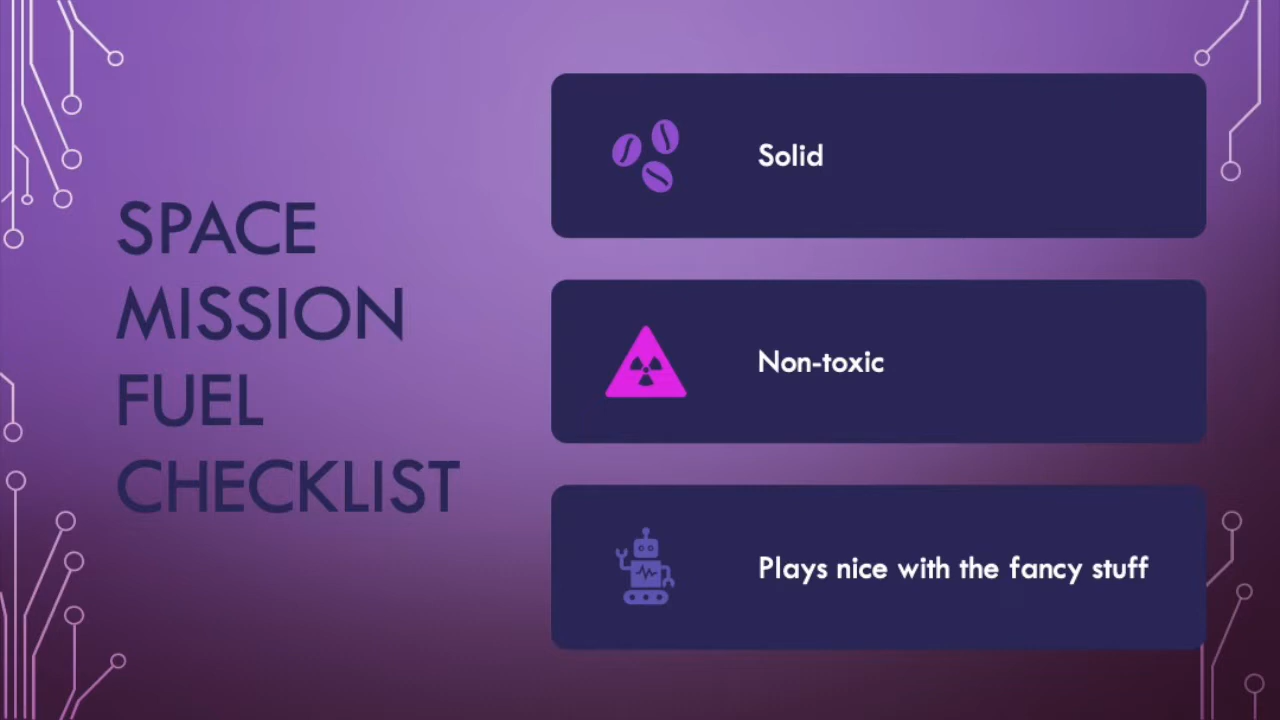 SPACE
MISSION
FUEL
CHECKLIST
Solid
Non-toxic
Plays nice with the fancy stuff